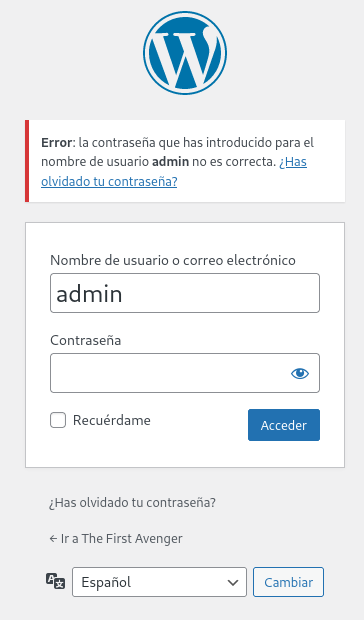 Error: la contraseña que has introducido para el
nombre de usuario admin no es correcta. ¿Has
olvidado tu contraseña?
Nombre de usuario o correo electrónico
admin
Contraseña
Recuérdame
Acceder
¿Has olvidado tu contraseña?
← Ir a The First Avenger
Español
Cambiar